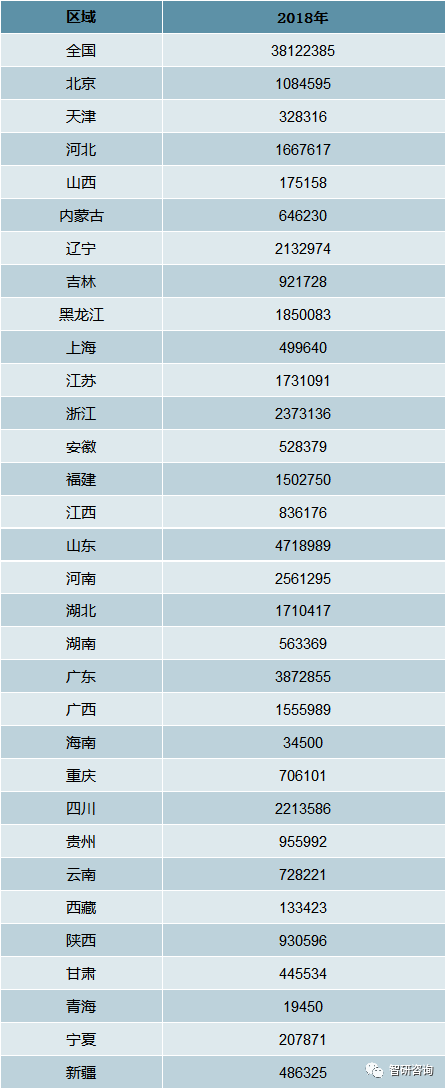 区域 2018年
全国 38122385
北京 1084595
天津 328316
河北 1667617
山西 175158
内蒙古 646230
辽宁 2132974
吉林 921728
黑龙江 1850083
上海 499640
江苏 1731091
浙江 2373136
安徽 528379
福建 1502750
江西 836176
山东 4718989
河南 2561295
湖北 1710417
湖南 563369
广东 3872855
广西 1555989
海南 34500
重庆 706101
四川 2213586
贵州 955992
云南 728221
西藏 133423
陕西 930596
甘肃 445534
青海 19450
宁夏 207871
新疆 486325
智研咨询